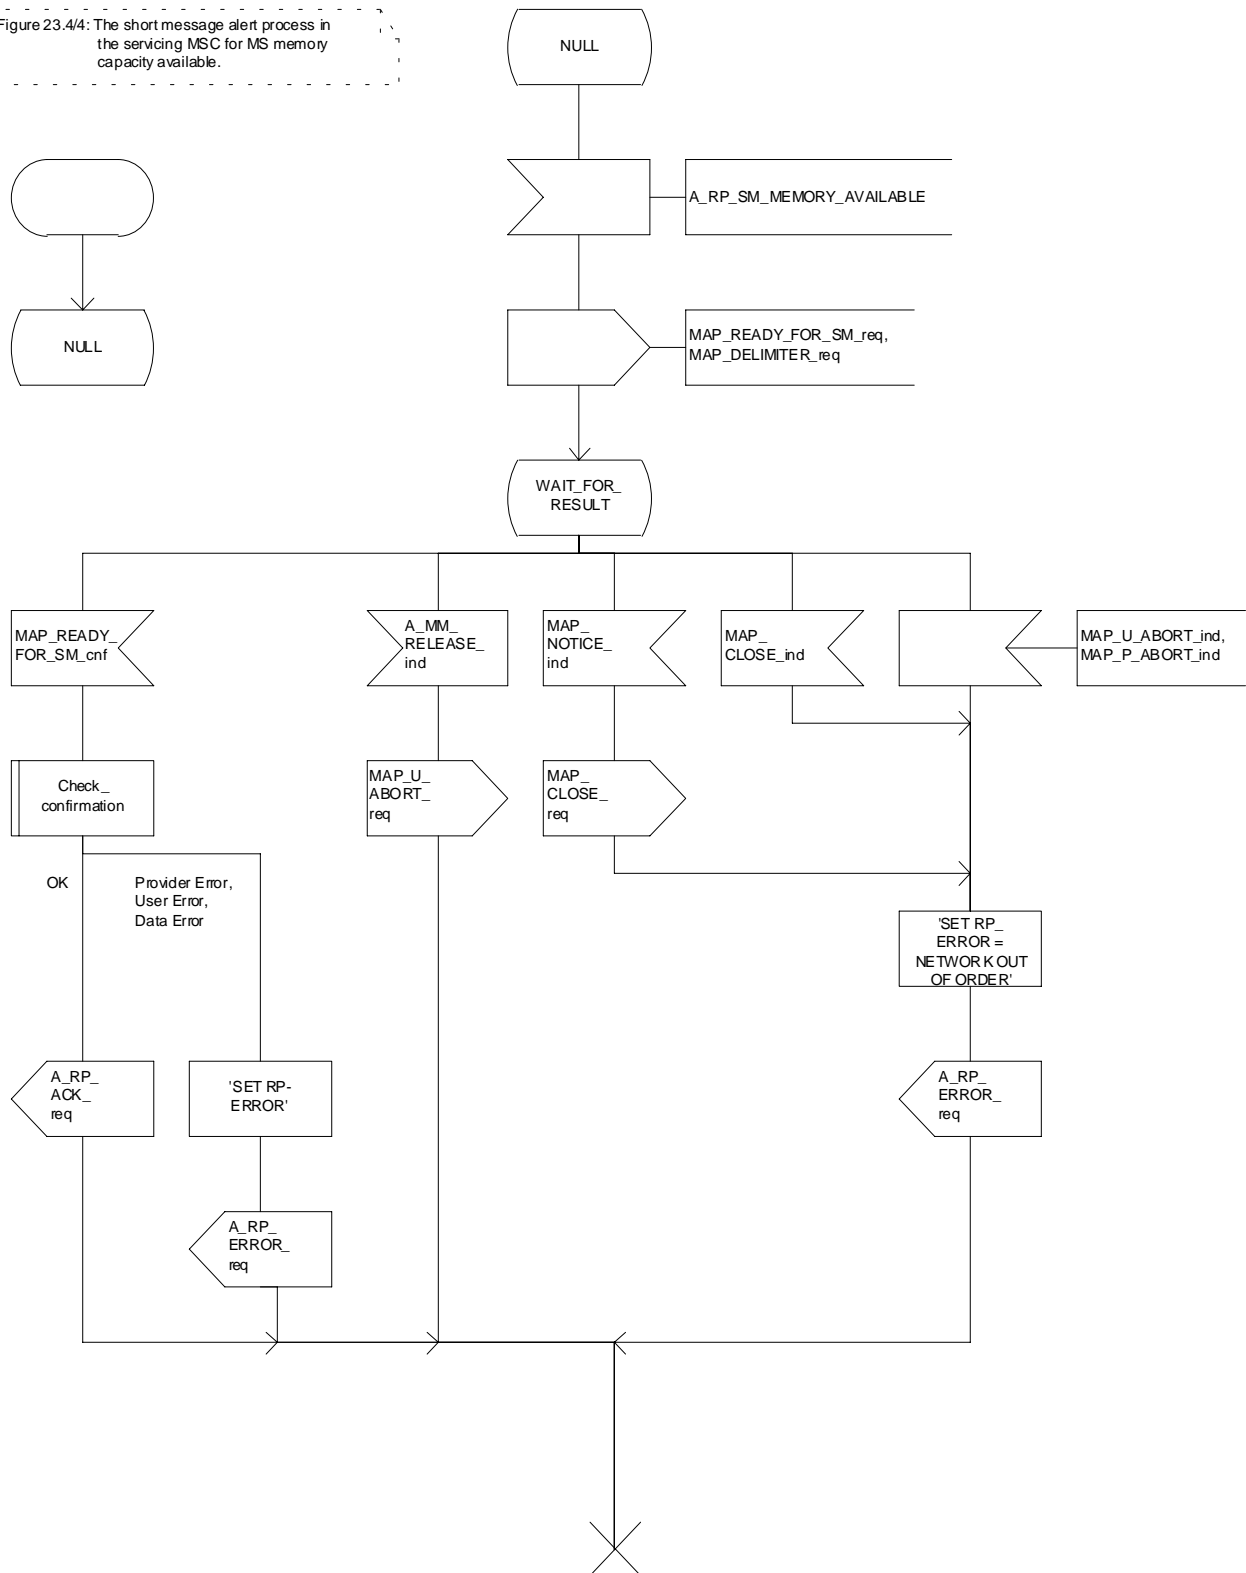 Figure 23.4/4: The short message alert process in
the servicing MSC for MS memory
capacity available.
NULL
A_RP_SM_MEMORY_AVAILABLE
NULL
MAP_READY_FOR_SM_req,
MAP_DELIMITER_req
WAIT_FOR_
RESULT
MAP_READY_
FOR_SM_cnf
A_MM_
RELEASE_
ind
MAP_
NOTICE_
ind
MAP_
CLOSE_ind
MAP_U_ABORT_ind,
MAP_P_ABORT_ind
Check_
confirmation
MAP_U_
ABORT_
req
MAP_
CLOSE_
req
OK
Provider Error,
User Error,
Data Error
'SET RP_
ERROR =
NETWORK OUT
OF ORDER'
A_RP_
ACK_
req
'SET RP-
ERROR'
A_RP_
ERROR_
req
A_RP_
ERROR_
req